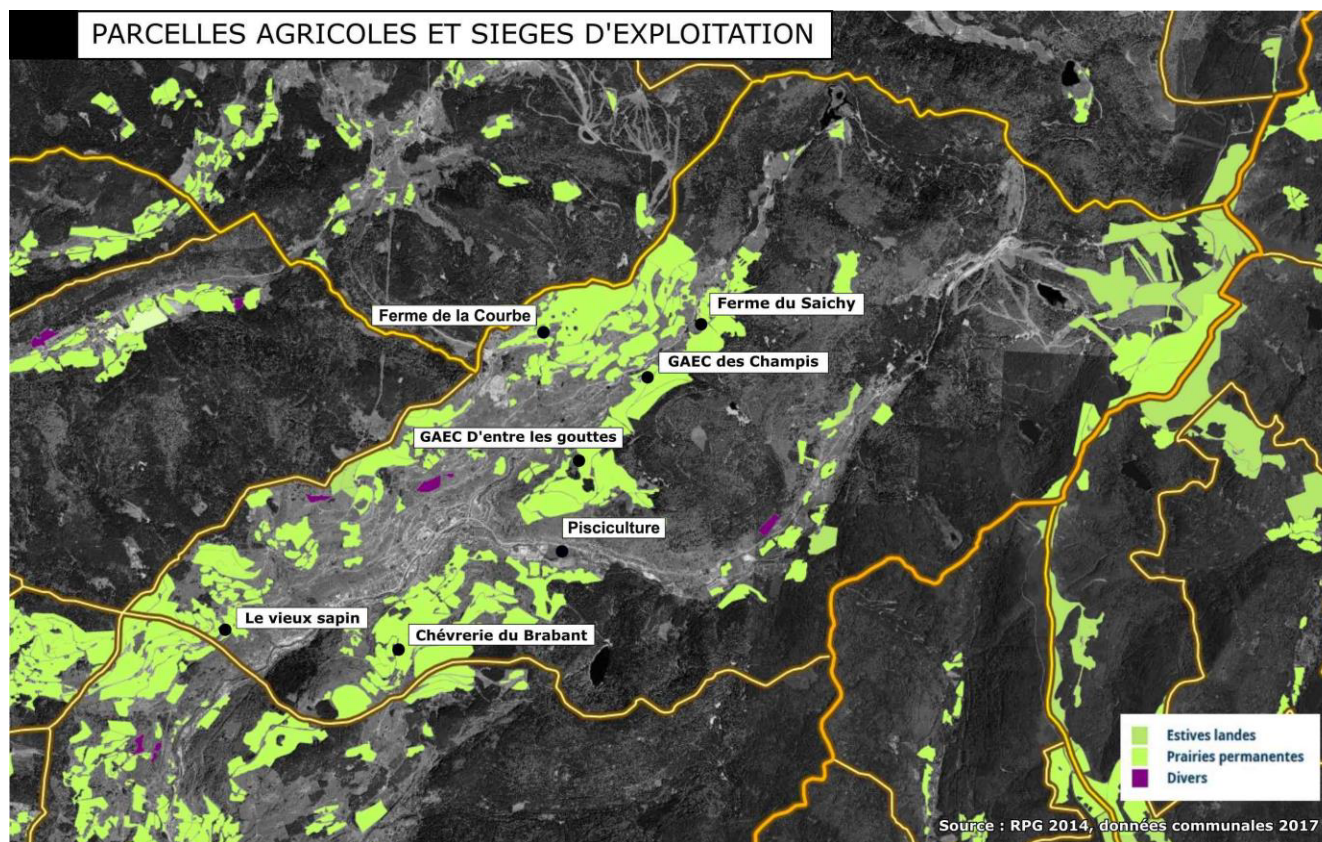 PARCELLES AGRICOLES ET SIEGES D'EXPLOITATION
Ferme de la Courbe
Ferme du Saichy
GAEC des Champis
GAEC D'entre les gouttes
Pisciculture
Le vieux sapin
Chévrerie du Brabant
Estives landes
Prairies permanentes
Divers
Source : RPG 2014, données communales 2017